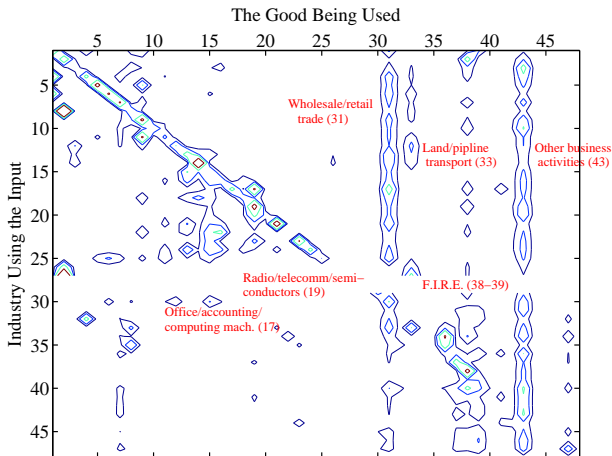 The Good Being Used
5 10 15 20 25 30 35 40 45
Industry Using the Input
5
10
15
20
25
30
35
40
45
Wholesale/retail
trade (31)
Land/pipline
transport (33)
Other business
activities (43)
Radio/telecomm/semi−
conductors (19)
F.I.R.E. (38−39)
Office/accounting/
computing mach. (17)